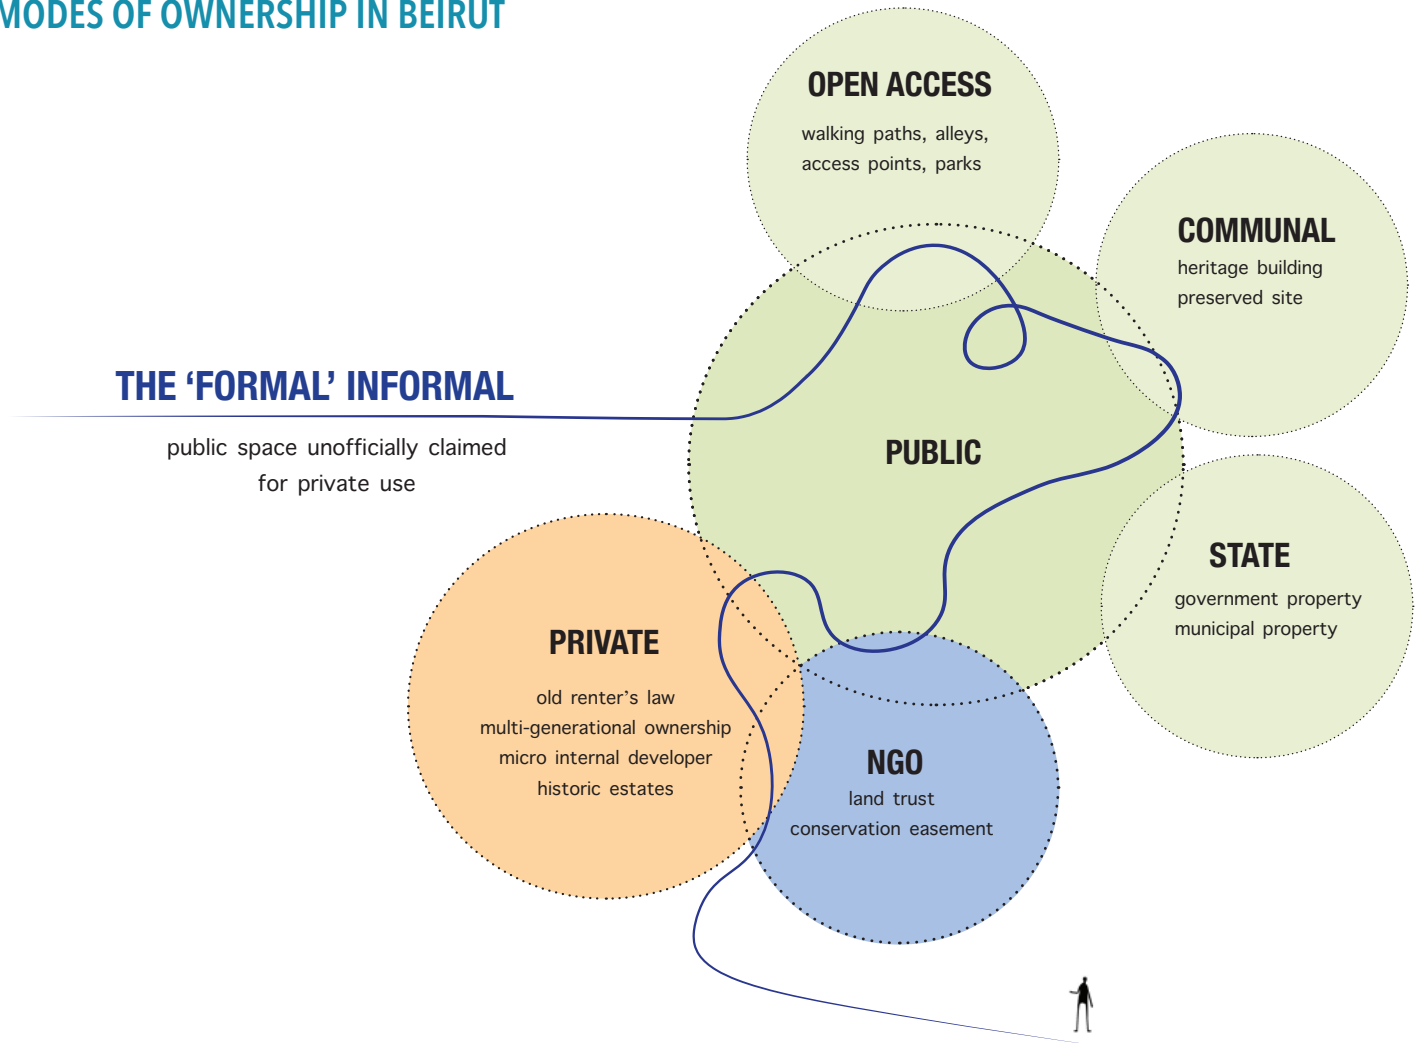 MODES OF OWNERSHIP IN BEIRUT
OPEN ACCESS
walking paths, alleys,
access points, parks
COMMUNAL
heritage building
preserved site
THE ‘FORMAL’ INFORMAL
public space unofficially claimed
for private use
PUBLIC
STATE
government property
municipal property
PRIVATE
old renter’s law
multi-generational ownership
micro internal developer
historic estates
NGO
land trust
conservation easement